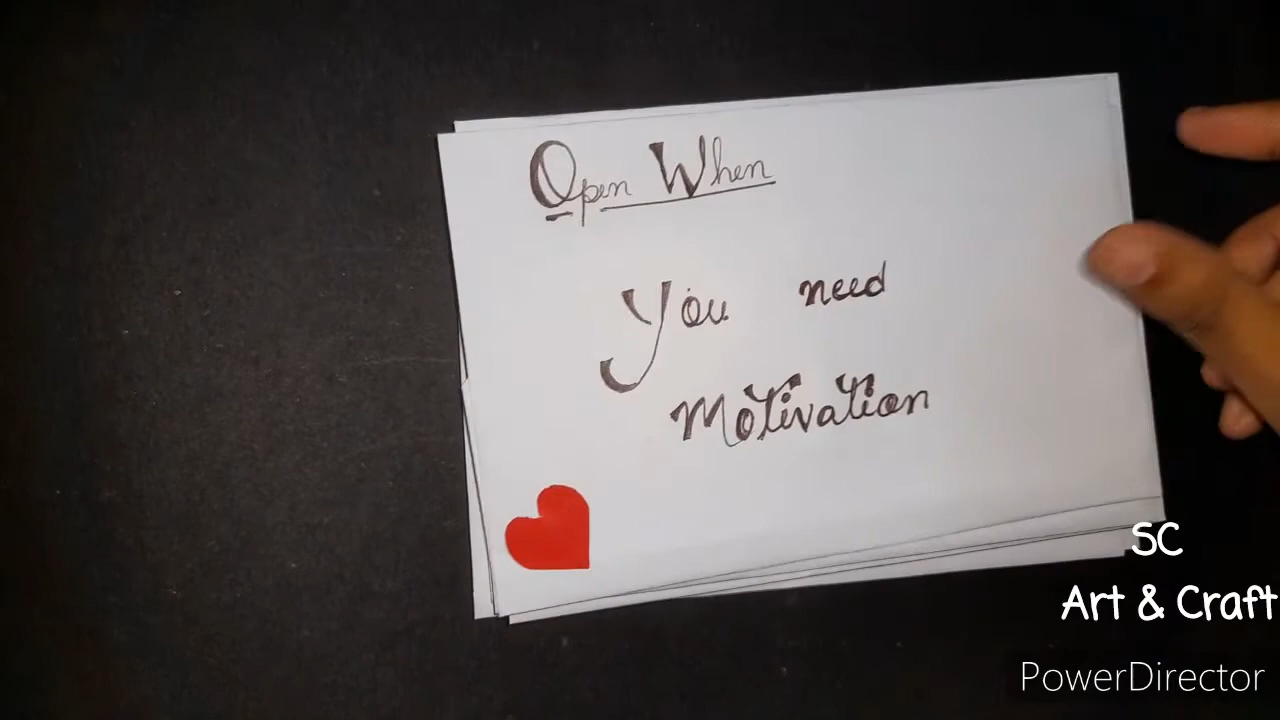 Open When
You need
Motivation
SC
Art & Craft
PowerDirector